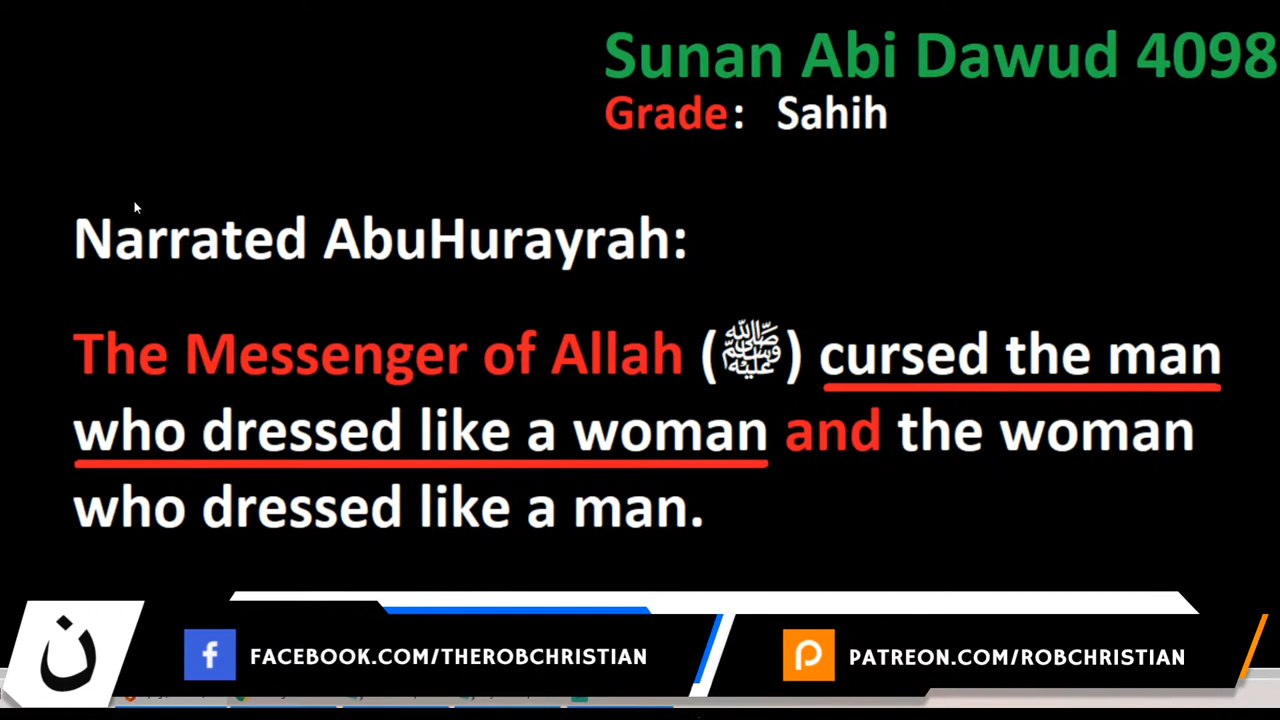 Sunan Abi Dawud 4098
Grade: Sahih
Narrated AbuHurayrah:
The Messenger of Allah (ﷺ) cursed the man
who dressed like a woman and the woman
who dressed like a man.
ن
f FACEBOOK.COM/THEROBCHRISTIAN
PATREON.COM/ROBCHRISTIAN